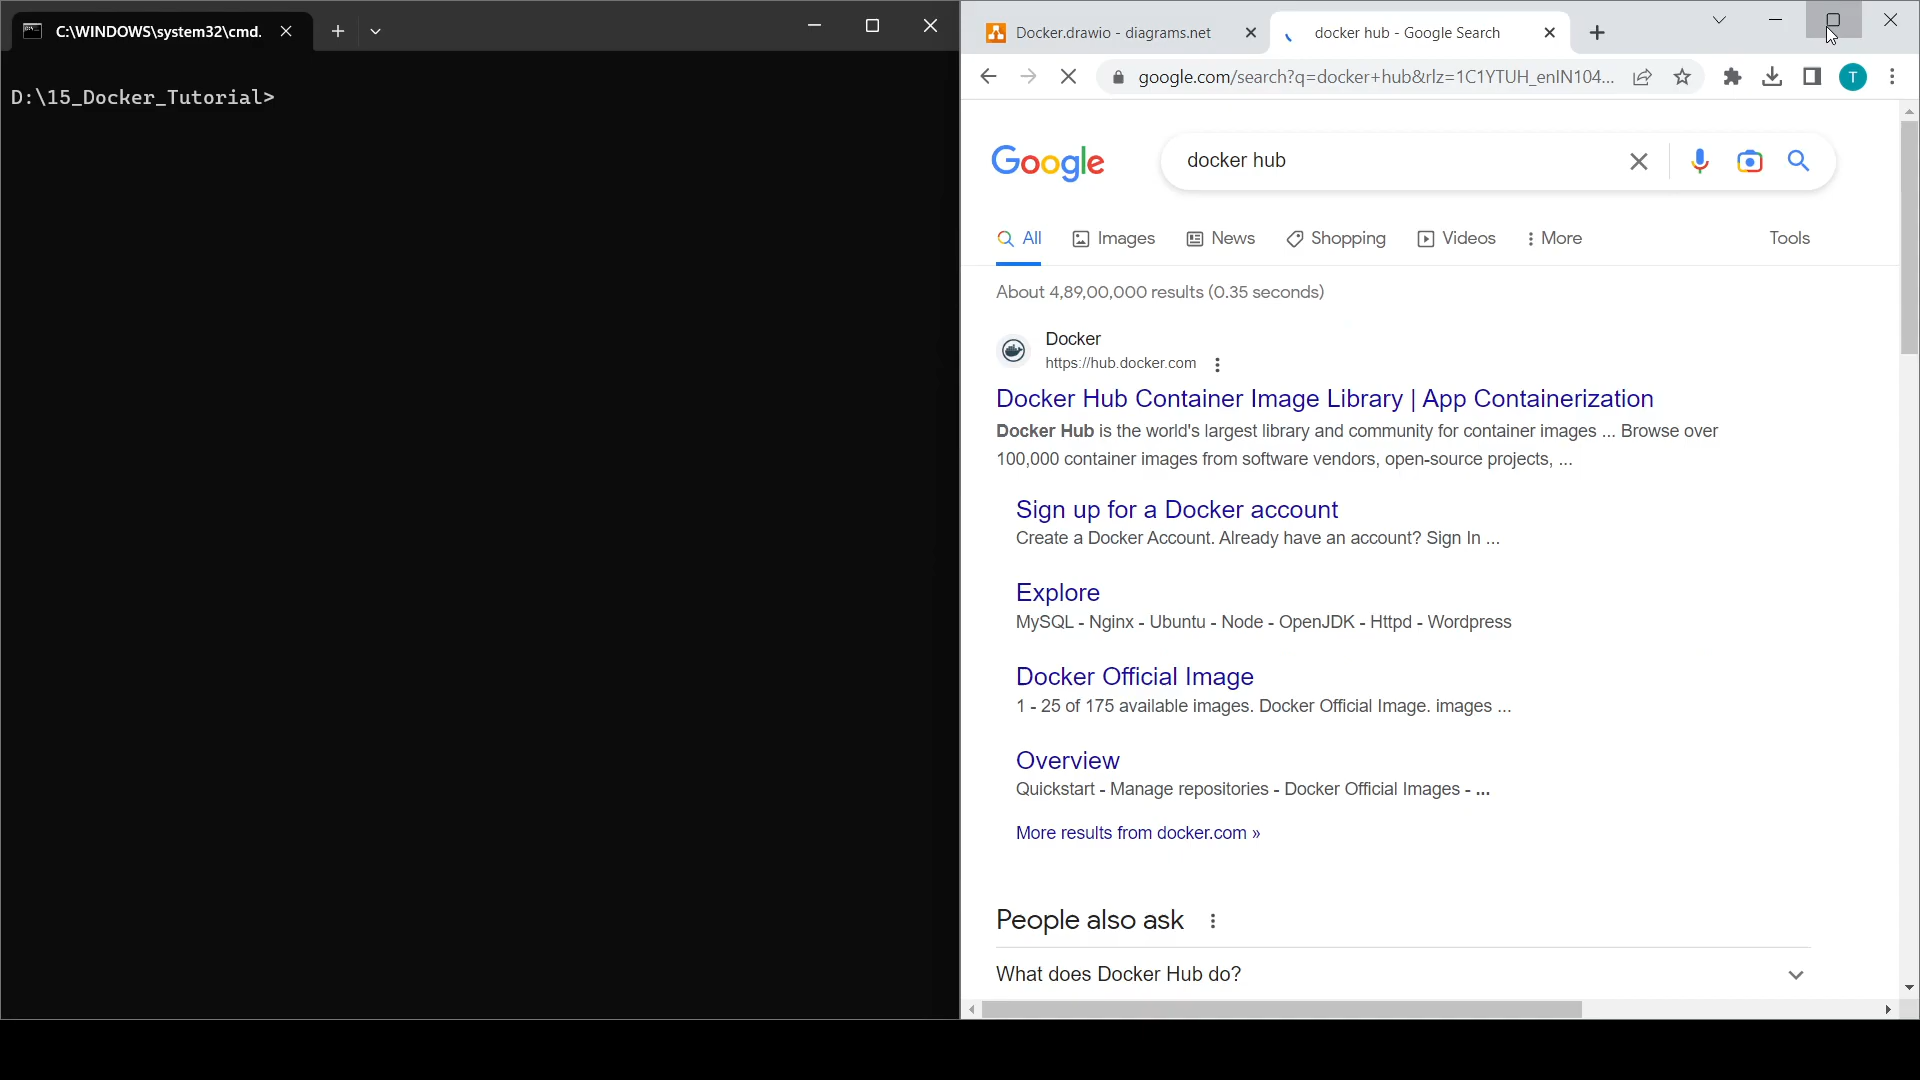 C:\WINDOWS\system32\cmd.
D:\15_Docker_Tutorial>
Docker.drawio - diagrams.net
docker hub - Google Search
google.com/search?q=docker+hub&rlz=1C1YTUH_enIN104...
T
Google
docker hub
All
Images
News
Shopping
Videos
More
Tools
About 4,89,00,000 results (0.35 seconds)
Docker
https://hub.docker.com
Docker Hub Container Image Library | App Containerization
Docker Hub is the world's largest library and community for container images ... Browse over
100,000 container images from software vendors, open-source projects, ...
Sign up for a Docker account
Create a Docker Account. Already have an account? Sign In ...
Explore
MySQL - Nginx - Ubuntu - Node - OpenJDK - Httpd - Wordpress
Docker Official Image
1 - 25 of 175 available images. Docker Official Image. images ...
Overview
Quickstart - Manage repositories - Docker Official Images - ...
More results from docker.com »
People also ask
What does Docker Hub do?